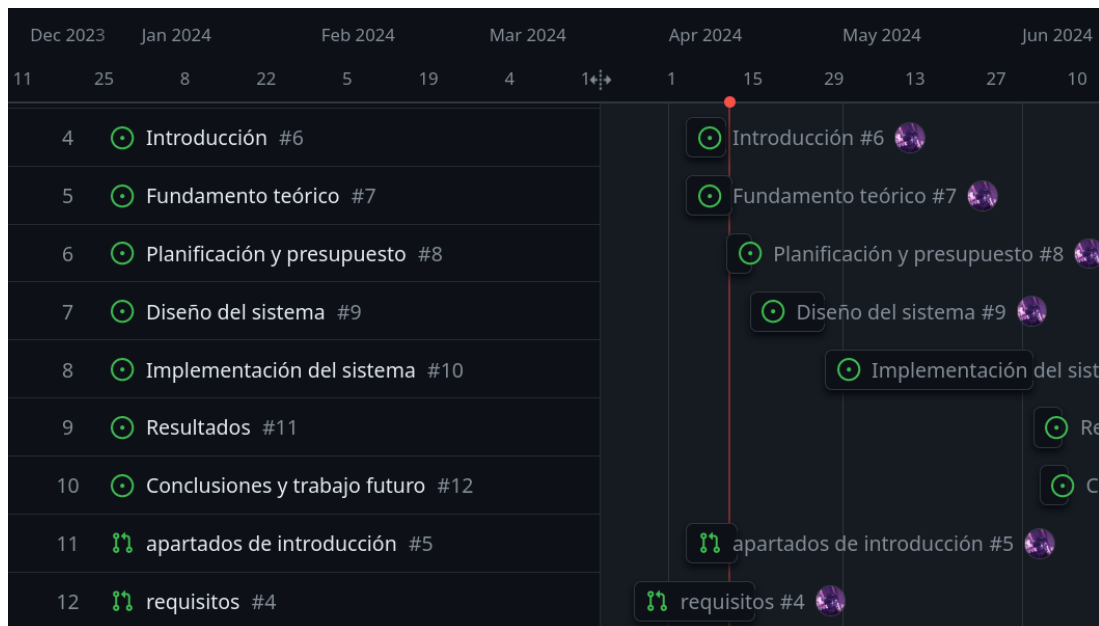 Dec 2023 Jan 2024 Feb 2024 Mar 2024 Apr 2024 May 2024 Jun 2024
11 25 8 22 5 19 4 1 1 15 29 13 27 10
4 Introducción #6 Introducción #6
5 Fundamento teórico #7 Fundamento teórico #7
6 Planificación y presupuesto #8 Planificación y presupuesto #8
7 Diseño del sistema #9 Diseño del sistema #9
8 Implementación del sistema #10 Implementación del sist
9 Resultados #11 Re
10 Conclusiones y trabajo futuro #12 C
11 apartados de introducción #5 apartados de introducción #5
12 requisitos #4 requisitos #4